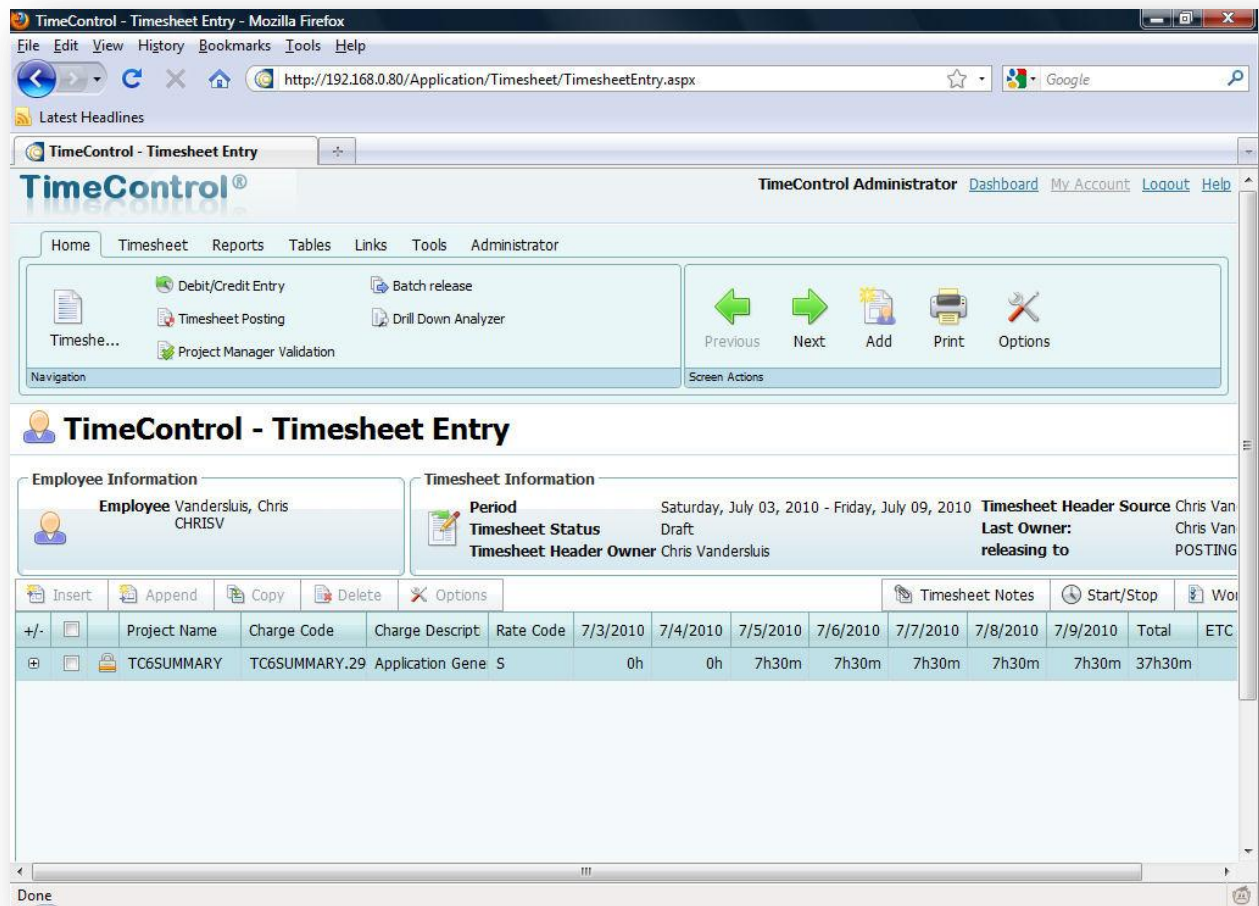 TimeControl - Timesheet Entry - Mozilla Firefox
File Edit View History Bookmarks Tools Help
http://192.168.0.80/Application/Timesheet/TimesheetEntry.aspx
Google
Latest Headlines
TimeControl - Timesheet Entry
TimeControl®
TimeControl Administrator Dashboard My Account Logout Help
Home Timesheet Reports Tables Links Tools Administrator
Timeshe...
Debit/Credit Entry
Timesheet Posting
Project Manager Validation
Batch release
Drill Down Analyzer
Navigation
Previous Next Add Print Options
Screen Actions
TimeControl - Timesheet Entry
Employee Information
Employee Vandersluis, Chris
CHRISV
Timesheet Information
Period Saturday, July 03, 2010 - Friday, July 09, 2010 Timesheet Header Source Chris Van
Timesheet Status Draft Last Owner: Chris Van
Timesheet Header Owner Chris Vandersluis releasing to POSTING
Insert Append Copy Delete Options Timesheet Notes Start/Stop Wor
+/- Project Name Charge Code Charge Descript Rate Code 7/3/2010 7/4/2010 7/5/2010 7/6/2010 7/7/2010 7/8/2010 7/9/2010 Total ETC
TC6SUMMARY TC6SUMMARY.29 Application Gene S 0h 0h 7h30m 7h30m 7h30m 7h30m 7h30m 37h30m
Done